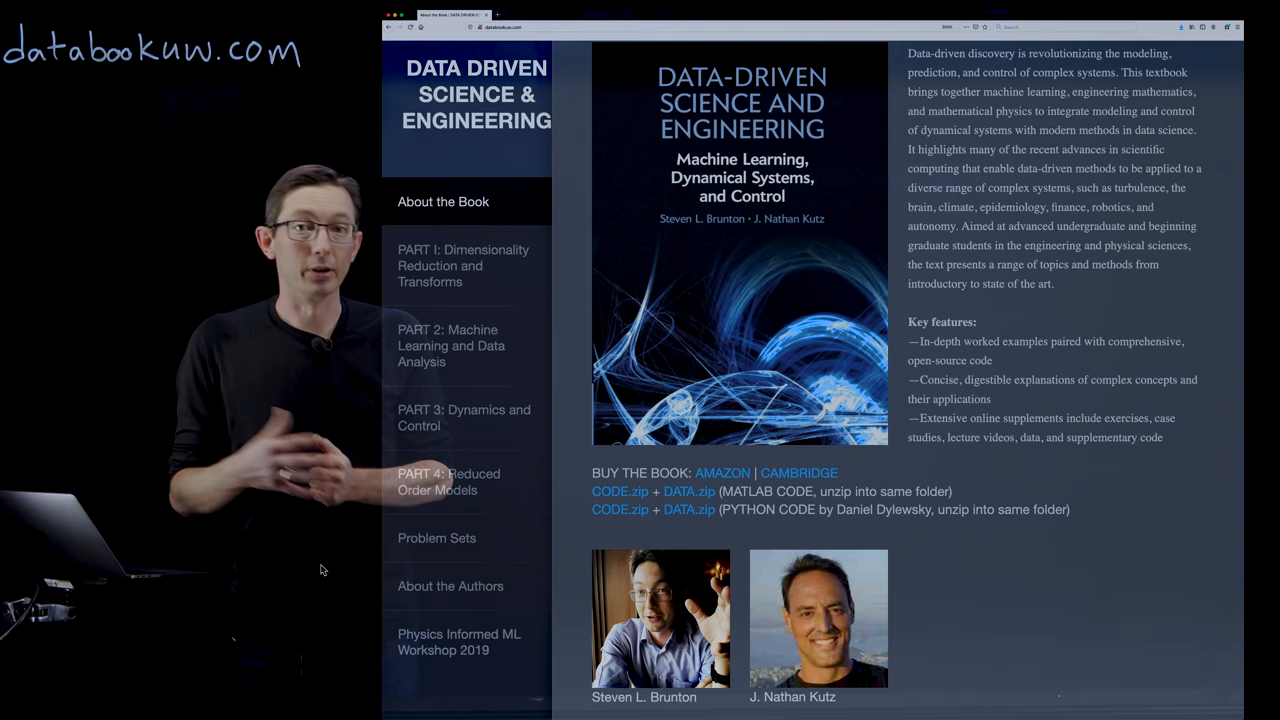 databookuw.com
About the Book | DATA DRIVEN SC
databookuw.com
360%
Search
DATA DRIVEN
SCIENCE &
ENGINEERING
About the Book
PART I: Dimensionality
Reduction and
Transforms
PART 2: Machine
Learning and Data
Analysis
PART 3: Dynamics and
Control
PART 4: Reduced
Order Models
Problem Sets
About the Authors
Physics Informed ML
Workshop 2019
DATA-DRIVEN
SCIENCE AND
ENGINEERING
Machine Learning,
Dynamical Systems,
and Control
Steven L. Brunton • J. Nathan Kutz
Data-driven discovery is revolutionizing the modeling,
prediction, and control of complex systems. This textbook
brings together machine learning, engineering mathematics,
and mathematical physics to integrate modeling and control
of dynamical systems with modern methods in data science.
It highlights many of the recent advances in scientific
computing that enable data-driven methods to be applied to a
diverse range of complex systems, such as turbulence, the
brain, climate, epidemiology, finance, robotics, and
autonomy. Aimed at advanced undergraduate and beginning
graduate students in the engineering and physical sciences,
the text presents a range of topics and methods from
introductory to state of the art.
Key features:
—In-depth worked examples paired with comprehensive,
open-source code
—Concise, digestible explanations of complex concepts and
their applications
—Extensive online supplements include exercises, case
studies, lecture videos, data, and supplementary code
BUY THE BOOK: AMAZON | CAMBRIDGE
CODE.zip + DATA.zip (MATLAB CODE, unzip into same folder)
CODE.zip + DATA.zip (PYTHON CODE by Daniel Dylewsky, unzip into same folder)
Steven L. Brunton
J. Nathan Kutz